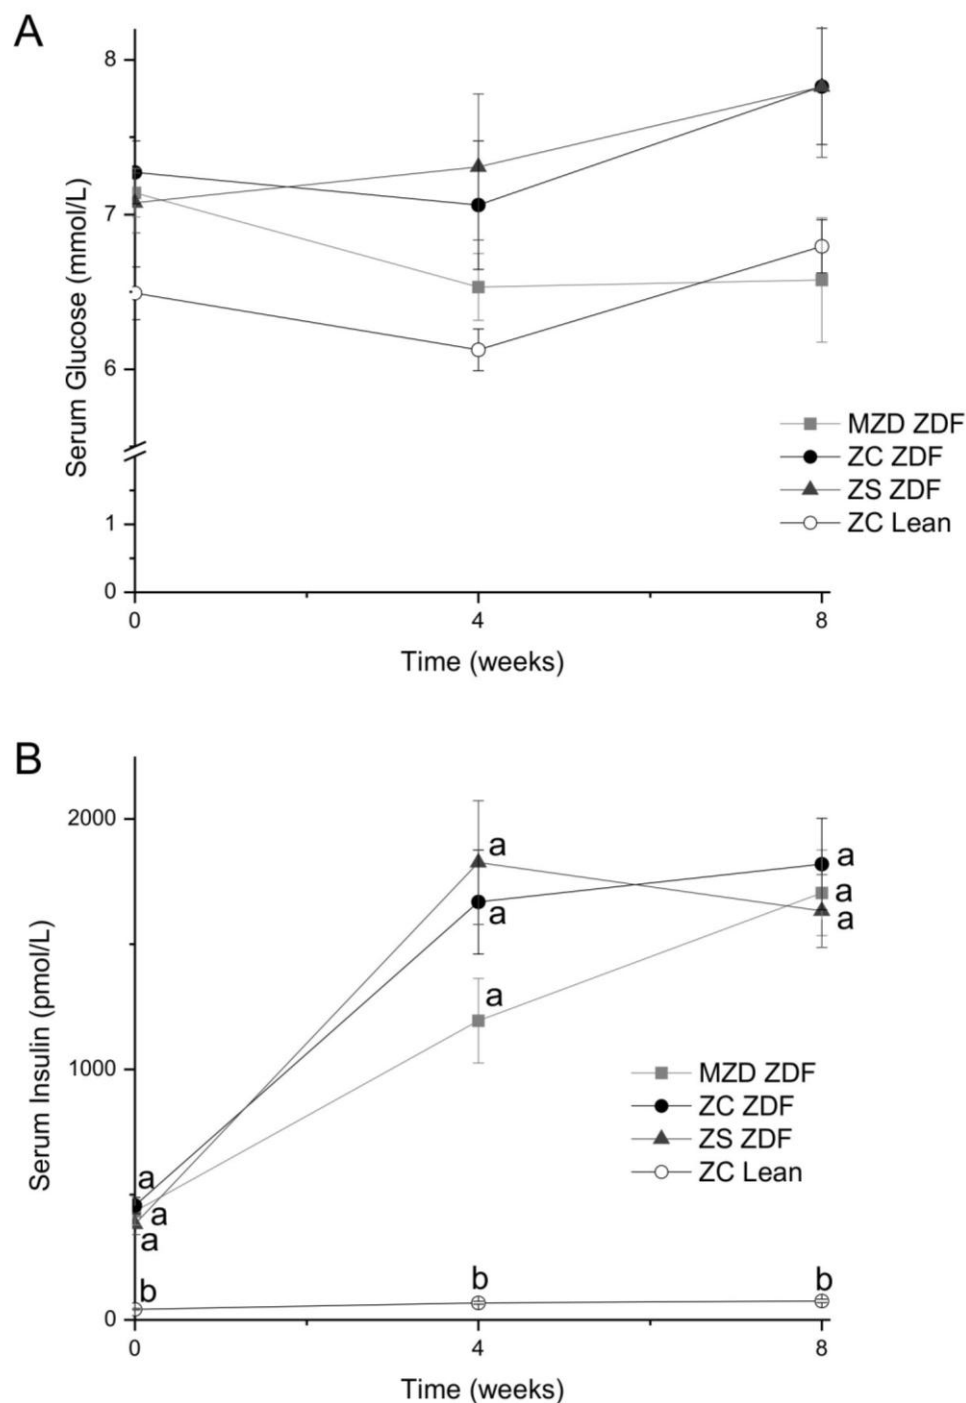 A
8
7
6
1
0
Serum Glucose (mmol/L)
MZD ZDF
ZC ZDF
ZS ZDF
ZC Lean
0 4 8
Time (weeks)
B
2000
1000
0
Serum Insulin (pmol/L)
a
a
a
a
a
a
a
a
a
b
b
b
MZD ZDF
ZC ZDF
ZS ZDF
ZC Lean
0 4 8
Time (weeks)